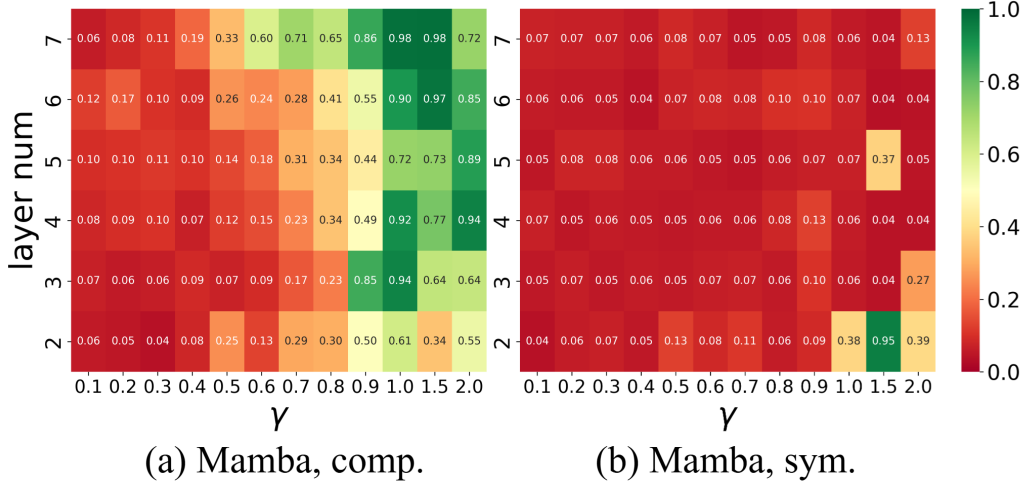 7 0.06 0.08 0.11 0.19 0.33 0.60 0.71 0.65 0.86 0.98 0.98 0.72
6 0.12 0.17 0.10 0.09 0.26 0.24 0.28 0.41 0.55 0.90 0.97 0.85
5 0.10 0.10 0.11 0.10 0.14 0.18 0.31 0.34 0.44 0.72 0.73 0.89
4 0.08 0.09 0.10 0.07 0.12 0.15 0.23 0.34 0.49 0.92 0.77 0.94
3 0.07 0.06 0.06 0.09 0.07 0.09 0.17 0.23 0.85 0.94 0.64 0.64
2 0.06 0.05 0.04 0.08 0.25 0.13 0.29 0.30 0.50 0.61 0.34 0.55
layer num
0.1 0.2 0.3 0.4 0.5 0.6 0.7 0.8 0.9 1.0 1.5 2.0
γ
(a) Mamba, comp.
7 0.07 0.07 0.06 0.06 0.08 0.06 0.05 0.05 0.07 0.06 0.04 0.13
6 0.06 0.06 0.05 0.04 0.07 0.08 0.08 0.10 0.10 0.07 0.04 0.04
5 0.05 0.08 0.08 0.06 0.06 0.05 0.05 0.06 0.07 0.07 0.37 0.05
4 0.07 0.05 0.06 0.06 0.05 0.06 0.06 0.08 0.13 0.06 0.04 0.04
3 0.05 0.07 0.05 0.06 0.05 0.07 0.07 0.06 0.10 0.06 0.04 0.27
2 0.04 0.06 0.07 0.05 0.13 0.08 0.11 0.06 0.09 0.38 0.95 0.39
0.1 0.2 0.3 0.4 0.5 0.6 0.7 0.8 0.9 1.0 1.5 2.0
γ
(b) Mamba, sym.
1.0
0.8
0.6
0.4
0.2
0.0